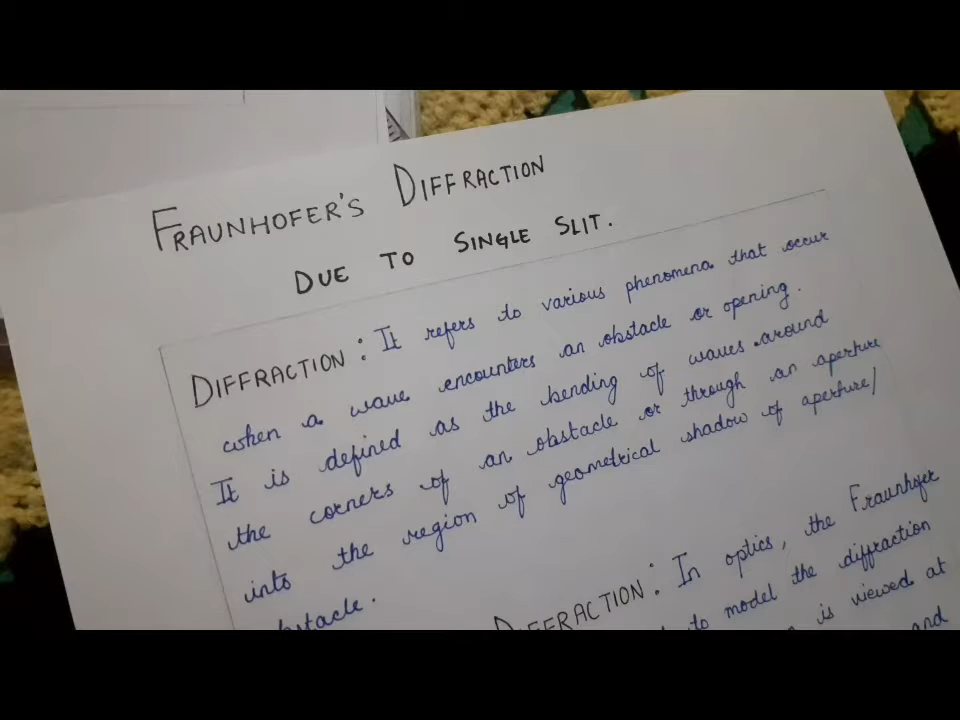 FRAUNHOFER'S DIFFRACTION
DUE TO SINGLE SLIT.
DIFFRACTION: It refers to various phenomena that occur
when a wave encounters an obstacle or opening.
It is defined as the bending of waves around
the corners of an obstacle or through an aperture
into the region of geometrical shadow of aperture/
obstacle.
DIFFRACTION: In optics, the Fraunhofer
to model the diffraction
is viewed at
and